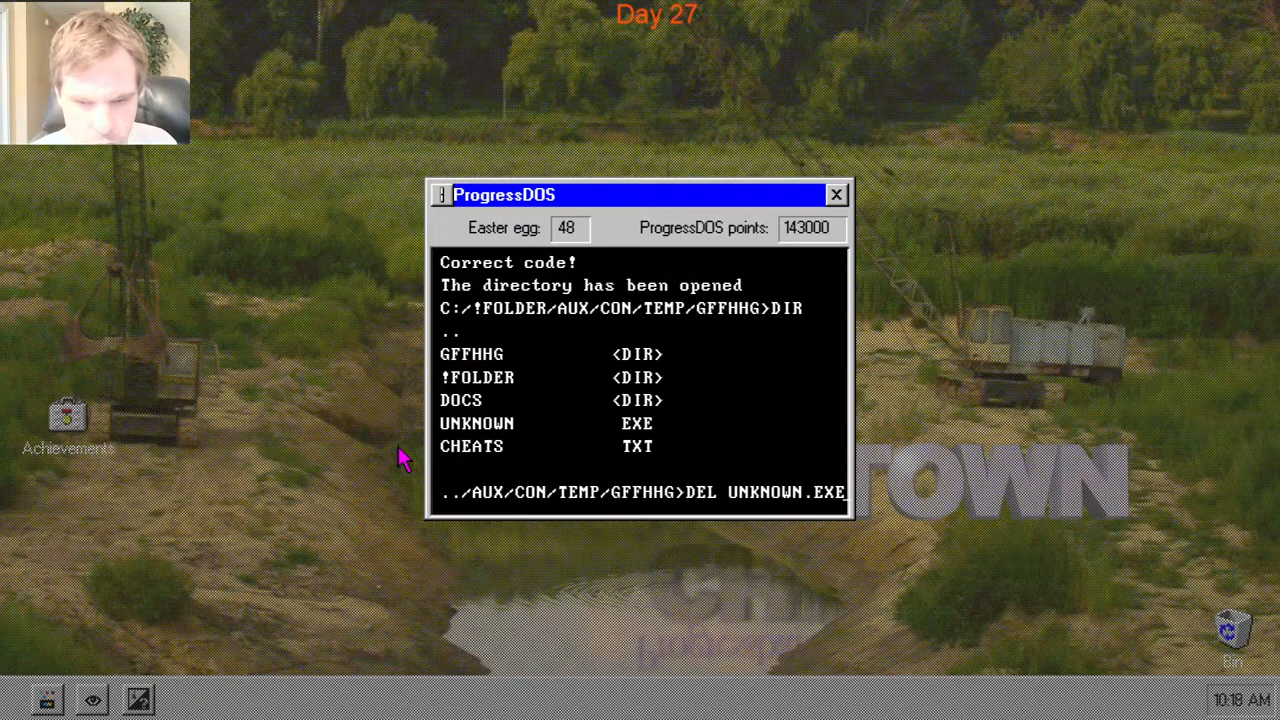 Day 27
ProgressDOS
Easter egg: 48 ProgressDOS points: 143000
Correct code!
The directory has been opened
C:/!FOLDER/AUX/CON/TEMP/GFFHHG>DIR
..
GFFHHG <DIR>
!FOLDER <DIR>
DOCS <DIR>
UNKNOWN EXE
CHEATS TXT
../AUX/CON/TEMP/GFFHHG>DEL UNKNOWN.EXE_
Achievements
TOWN
Bin
10:18 AM